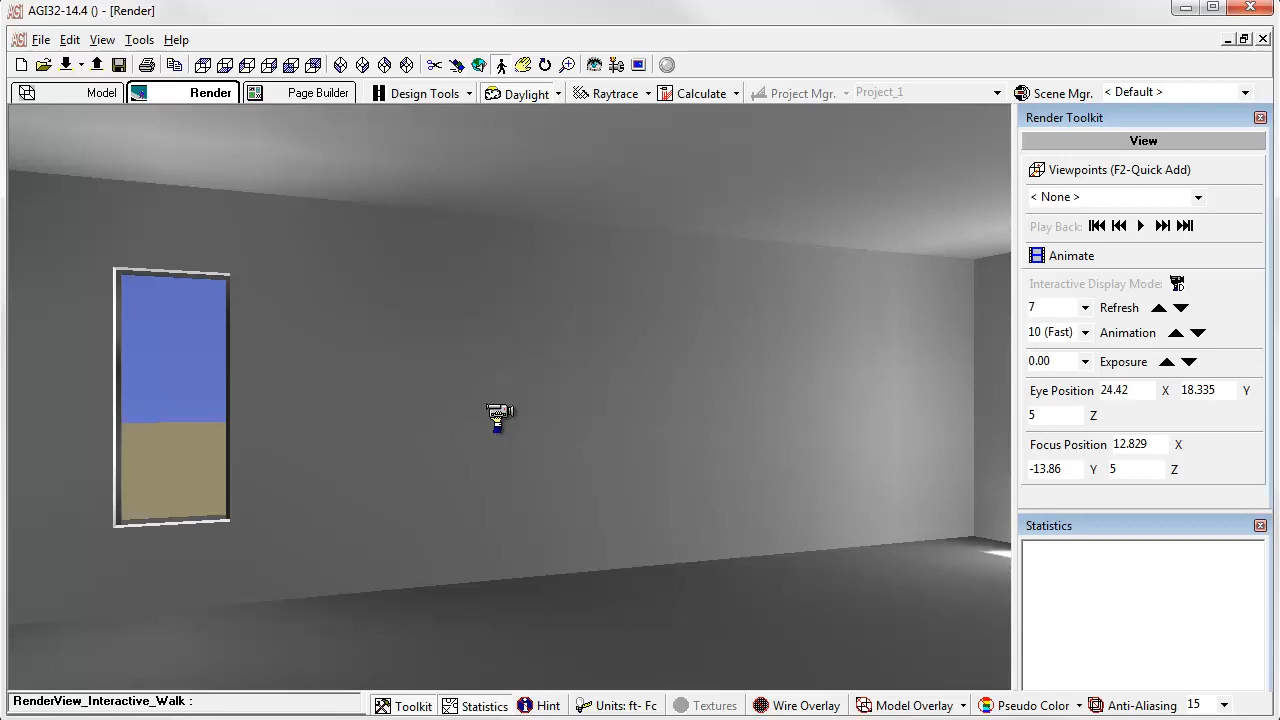 AGI32-14.4 () - [Render]
AGI File Edit View Tools Help
Model Render Page Builder Design Tools Daylight Raytrace Calculate Project Mgr. Project_1 Scene Mgr. < Default >
Render Toolkit
View
Viewpoints (F2-Quick Add)
< None >
Play Back:
Animate
Interactive Display Mode:
7 Refresh
10 (Fast) Animation
0.00 Exposure
Eye Position 24.42 X 18.335 Y
5 Z
Focus Position 12.829 X
-13.86 Y 5 Z
Statistics
RenderView_Interactive_Walk : Toolkit Statistics Hint Units: ft- Fc Textures Wire Overlay Model Overlay Pseudo Color Anti-Aliasing 15